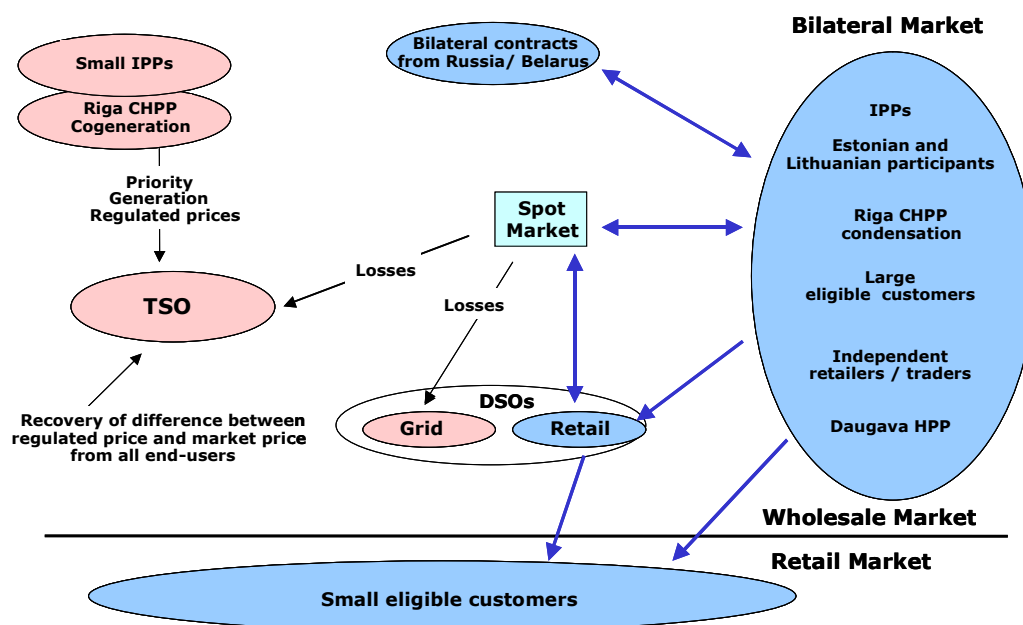 Bilateral Market
Small IPPs
Riga CHPP
Cogeneration
Bilateral contracts
from Russia/ Belarus
IPPs
Estonian and
Lithuanian participants
Priority
Generation
Regulated prices
Spot
Market
Riga CHPP
condensation
Losses
Large
eligible customers
TSO
Losses
Independent
retailers / traders
Recovery of difference between
regulated price and market price
from all end-users
DSOs
Grid
Retail
Daugava HPP
Wholesale Market
Retail Market
Small eligible customers